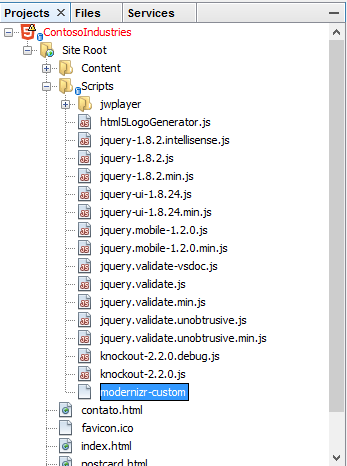 Projects Files Services
ContosoIndustries
Site Root
Content
Scripts
jwplayer
html5LogoGenerator.js
jquery-1.8.2.intellisense.js
jquery-1.8.2.js
jquery-1.8.2.min.js
jquery-ui-1.8.24.js
jquery-ui-1.8.24.min.js
jquery.mobile-1.2.0.js
jquery.mobile-1.2.0.min.js
jquery.validate-vsdoc.js
jquery.validate.js
jquery.validate.min.js
jquery.validate.unobtrusive.js
jquery.validate.unobtrusive.min.js
knockout-2.2.0.debug.js
knockout-2.2.0.js
modernizr-custom
contato.html
favicon.ico
index.html
postcard.html